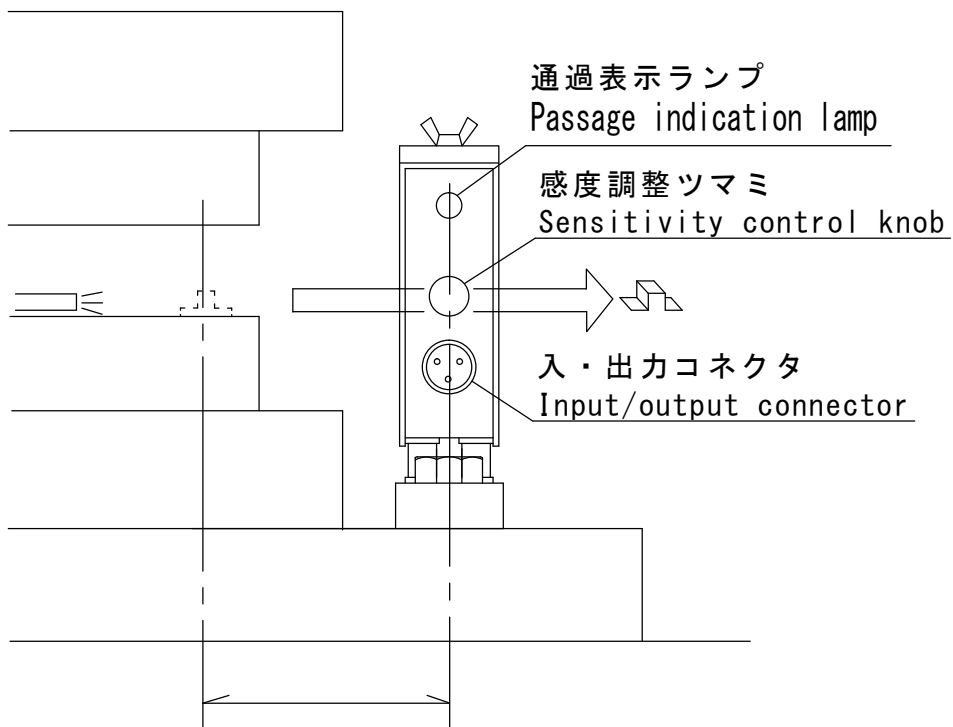 通過表示ランプ
Passage indication lamp
感度調整ツマミ
Sensitivity control knob
入・出力コネクタ
Input/output connector